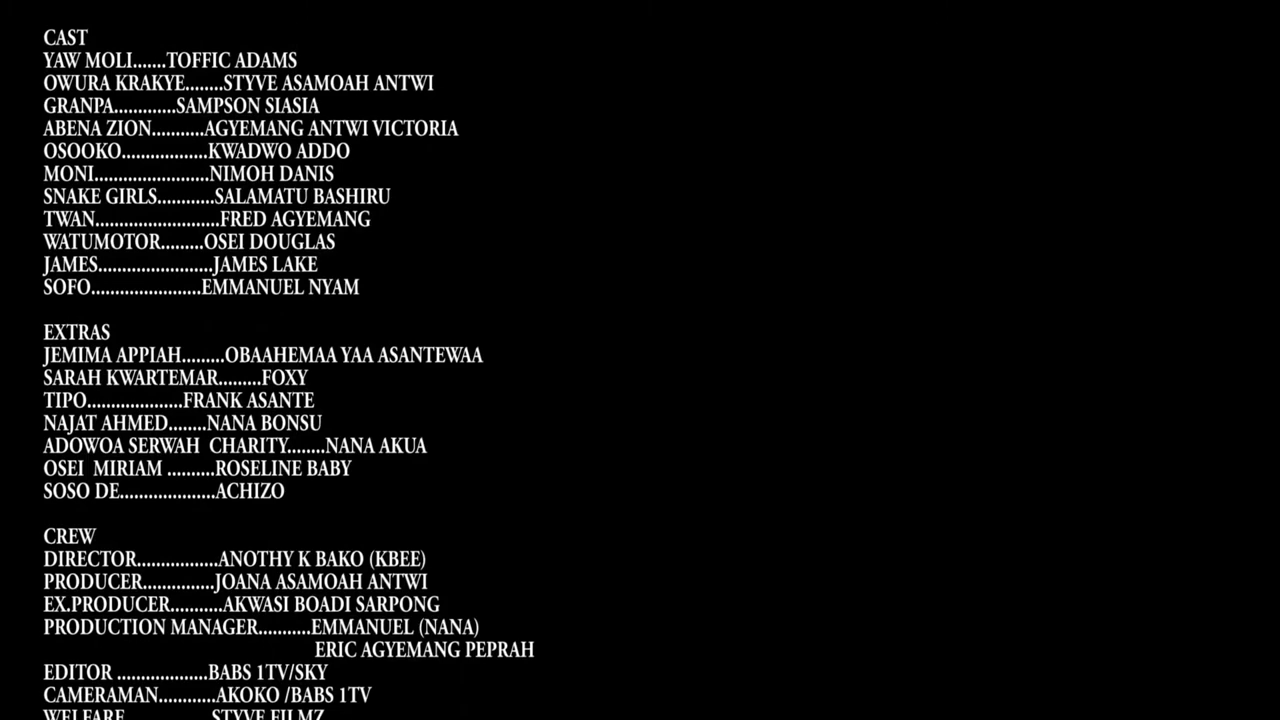 CAST
YAW MOLI.......TOFFIC ADAMS
OWURA KRAKYE........STYVE ASAMOAH ANTWI
GRANPA.............SAMPSON SIASIA
ABENA ZION...........AGYEMANG ANTWI VICTORIA
OSOOKO..................KWADWO ADDO
MONI........................NIMOH DANIS
SNAKE GIRLS............SALAMATU BASHIRU
TWAN..........................FRED AGYEMANG
WATUMOTOR.........OSEI DOUGLAS
JAMES........................JAMES LAKE
SOFO.......................EMMANUEL NYAM
EXTRAS
JEMIMA APPIAH.........OBAAHEMAA YAA ASANTEWAA
SARAH KWARTEMAR.........FOXY
TIPO....................FRANK ASANTE
NAJAT AHMED........NANA BONSU
ADOWOA SERWAH  CHARITY........NANA AKUA
OSEI  MIRIAM ..........ROSELINE BABY
SOSO DE....................ACHIZO
CREW
DIRECTOR.................ANOTHY K BAKO (KBEE)
PRODUCER...............JOANA ASAMOAH ANTWI
EX.PRODUCER...........AKWASI BOADI SARPONG
PRODUCTION MANAGER...........EMMANUEL (NANA)
ERIC AGYEMANG PEPRAH
EDITOR ...................BABS 1TV/SKY
CAMERAMAN............AKOKO /BABS 1TV
WELFARE..................STYVE FILMZ